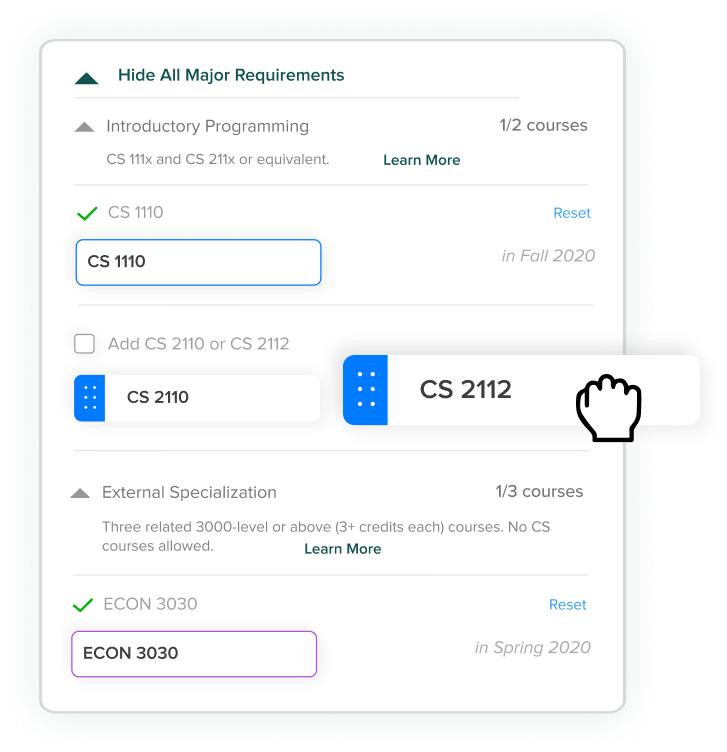 Hide All Major Requirements
Introductory Programming 1/2 courses
CS 111x and CS 211x or equivalent. Learn More
CS 1110 Reset
CS 1110 in Fall 2020
Add CS 2110 or CS 2112
CS 2110 CS 2112
External Specialization 1/3 courses
Three related 3000-level or above (3+ credits each) courses. No CS
courses allowed. Learn More
ECON 3030 Reset
ECON 3030 in Spring 2020